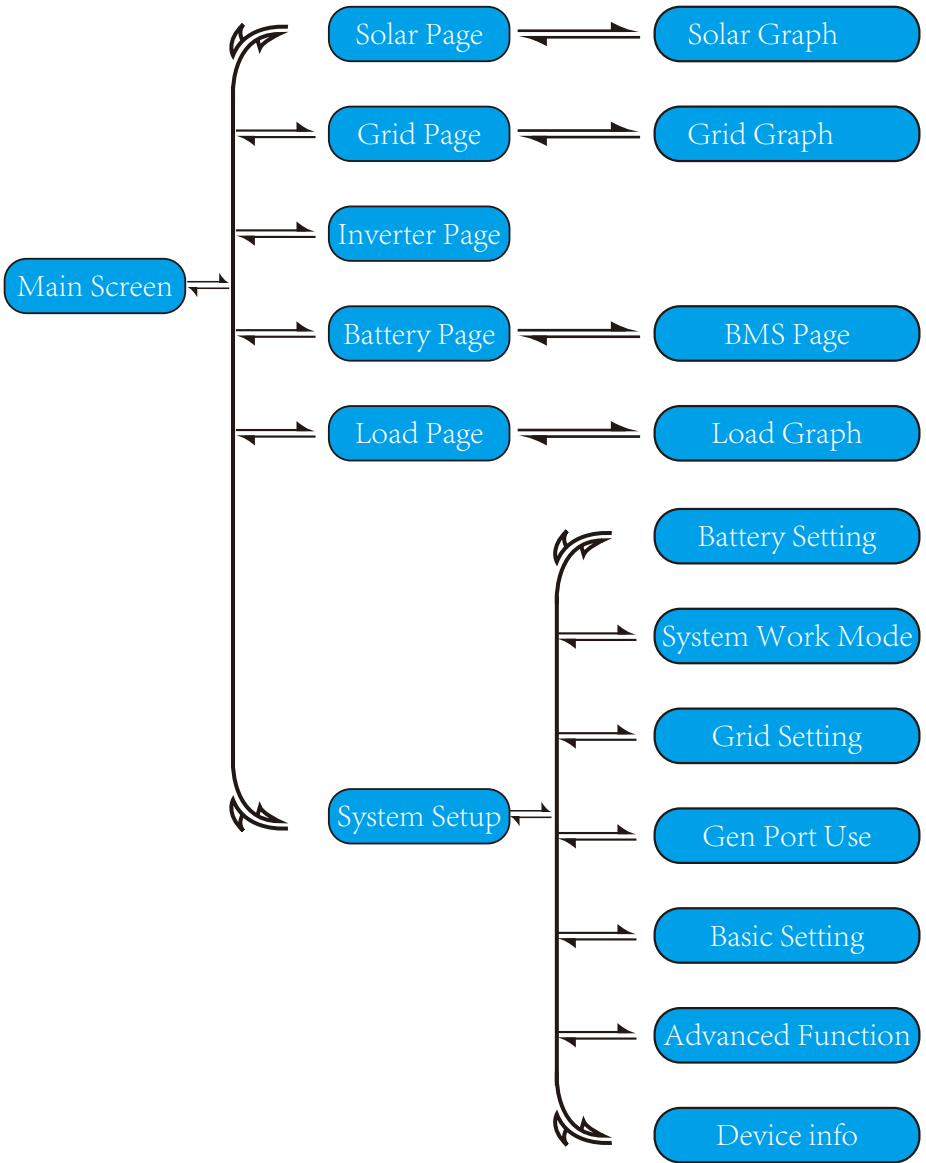 Solar Page
Solar Graph
Grid Page
Grid Graph
Inverter Page
Main Screen
Battery Page
BMS Page
Load Page
Load Graph
Battery Setting
System Work Mode
Grid Setting
System Setup
Gen Port Use
Basic Setting
Advanced Function
Device info